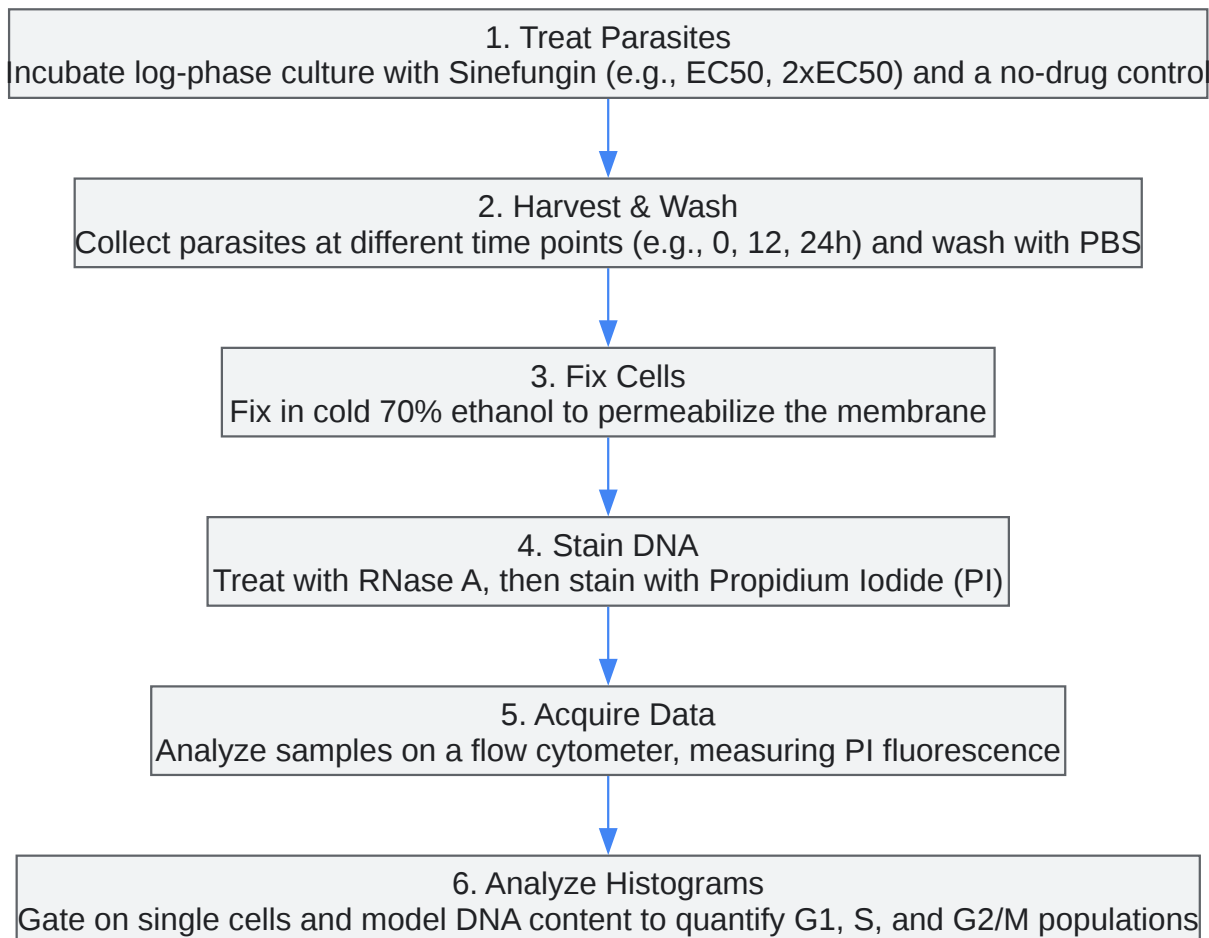 1. Treat Parasites
Incubate log-phase culture with Sinefungin (e.g., EC50, 2xEC50) and a no-drug control
2. Harvest & Wash
Collect parasites at different time points (e.g., 0, 12, 24h) and wash with PBS
3. Fix Cells
Fix in cold 70% ethanol to permeabilize the membrane
4. Stain DNA
Treat with RNase A, then stain with Propidium Iodide (PI)
5. Acquire Data
Analyze samples on a flow cytometer, measuring PI fluorescence
6. Analyze Histograms
Gate on single cells and model DNA content to quantify G1, S, and G2/M populations